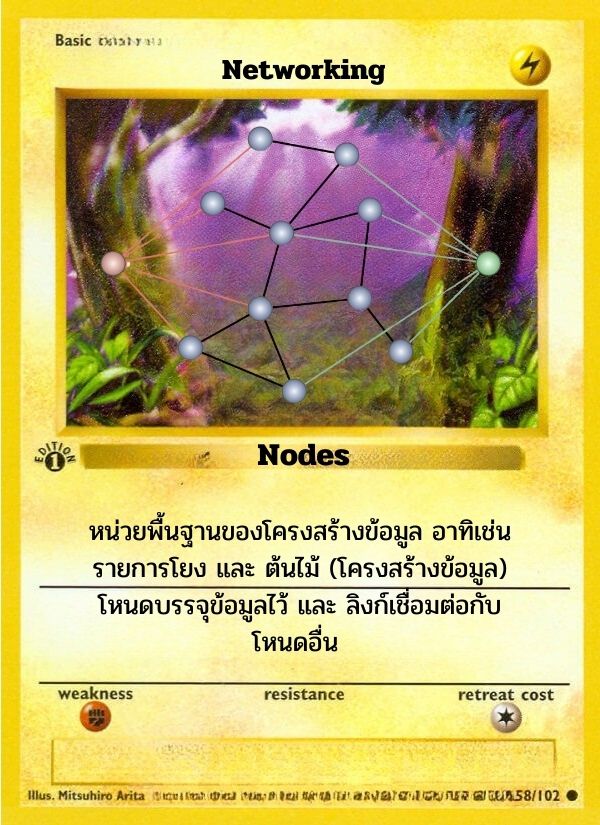 Basic
Networking
EDITION 1
Nodes
หน่วยพื้นฐานของโครงสร้างข้อมูล อาทิเช่น
รายการโยง และ ต้นไม้ (โครงสร้างข้อมูล)
โหนดบรรจุข้อมูลไว้ และ ลิงก์เชื่อมต่อกับ
โหนดอื่น
weakness resistance retreat cost
Illus. Mitsuhiro Arita 58/102